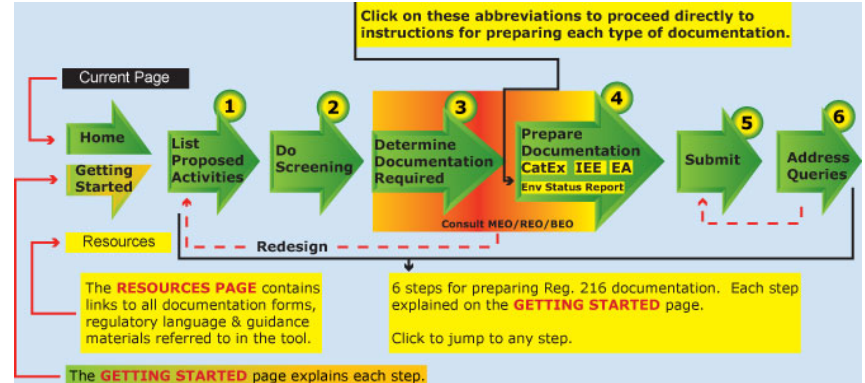 Click on these abbreviations to proceed directly to
instructions for preparing each type of documentation.
Current Page
1
2
3
4
5
6
Home
Getting
Started
List
Proposed
Activities
Do
Screening
Determine
Documentation
Required
Prepare
Documentation
CatEx IEE EA
Env Status Report
Submit
Address
Queries
Consult MEO/REO/BEO
Redesign
Resources
The RESOURCES PAGE contains
links to all documentation forms,
regulatory language & guidance
materials referred to in the tool.
6 steps for preparing Reg. 216 documentation. Each step
explained on the GETTING STARTED page.
Click to jump to any step.
The GETTING STARTED page explains each step.